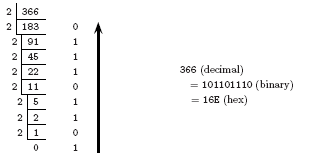 2 366
2 183 0
2 91 1
2 45 1
2 22 1
2 11 0
2 5 1
2 2 1
2 1 0
0 1
366 (decimal)
= 101101110 (binary)
= 16E (hex)